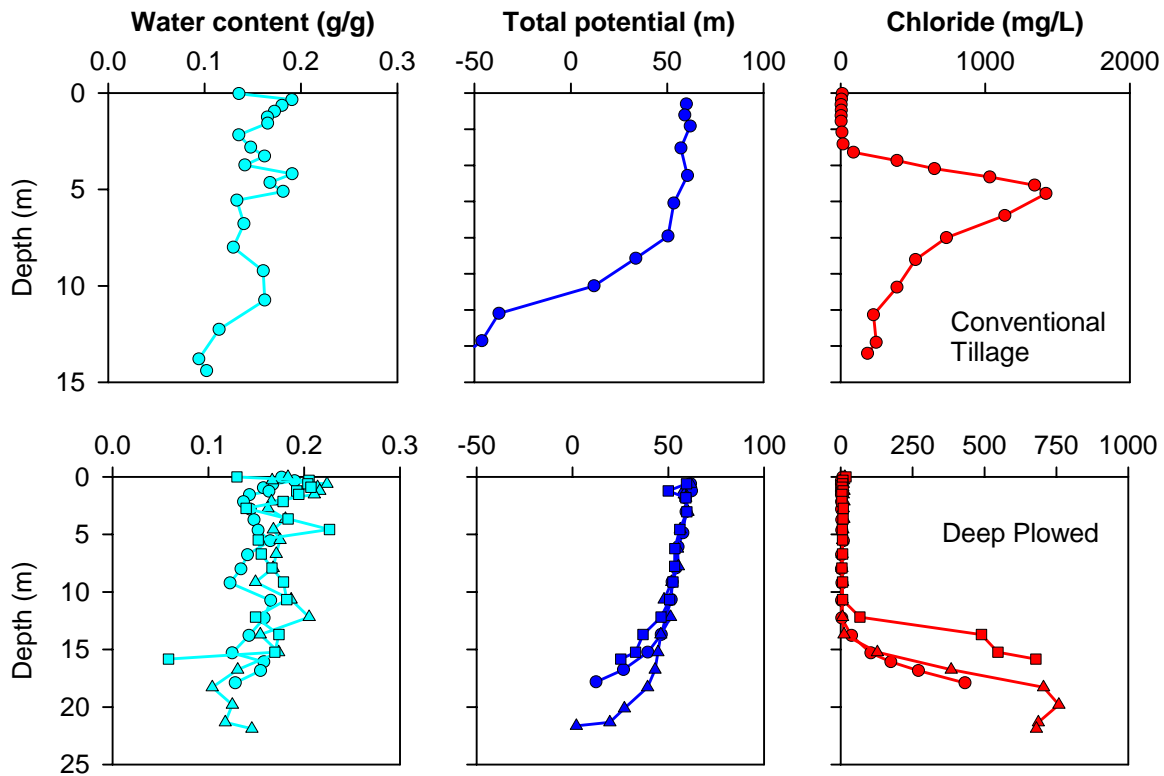 Water content (g/g) Total potential (m) Chloride (mg/L)
0.0 0.1 0.2 0.3 -50 0 50 100 0 1000 2000
0
5
10
15
Depth (m)
Conventional
Tillage
0.0 0.1 0.2 0.3 -50 0 50 100 0 250 500 750 1000
0
5
10
15
20
25
Depth (m)
Deep Plowed